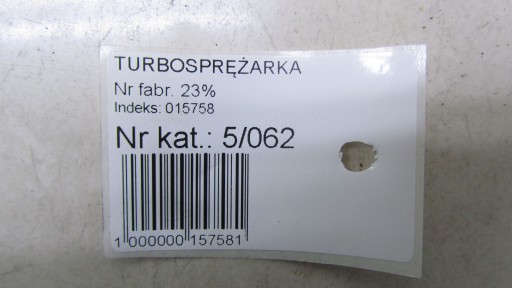 TURBOSPRĘŻARKA
Nr fabr. 23%
Indeks: 015758
Nr kat.: 5/062
1 000000 157581